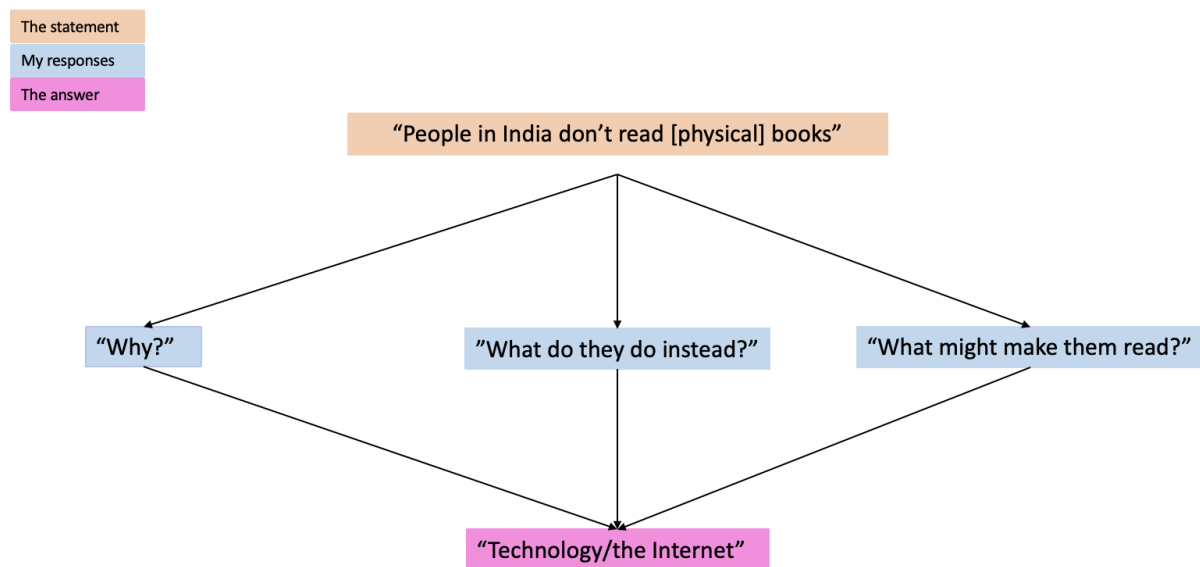 The statement
My responses
The answer
“People in India don’t read [physical] books”
“Why?”
”What do they do instead?”
“What might make them read?”
“Technology/the Internet”